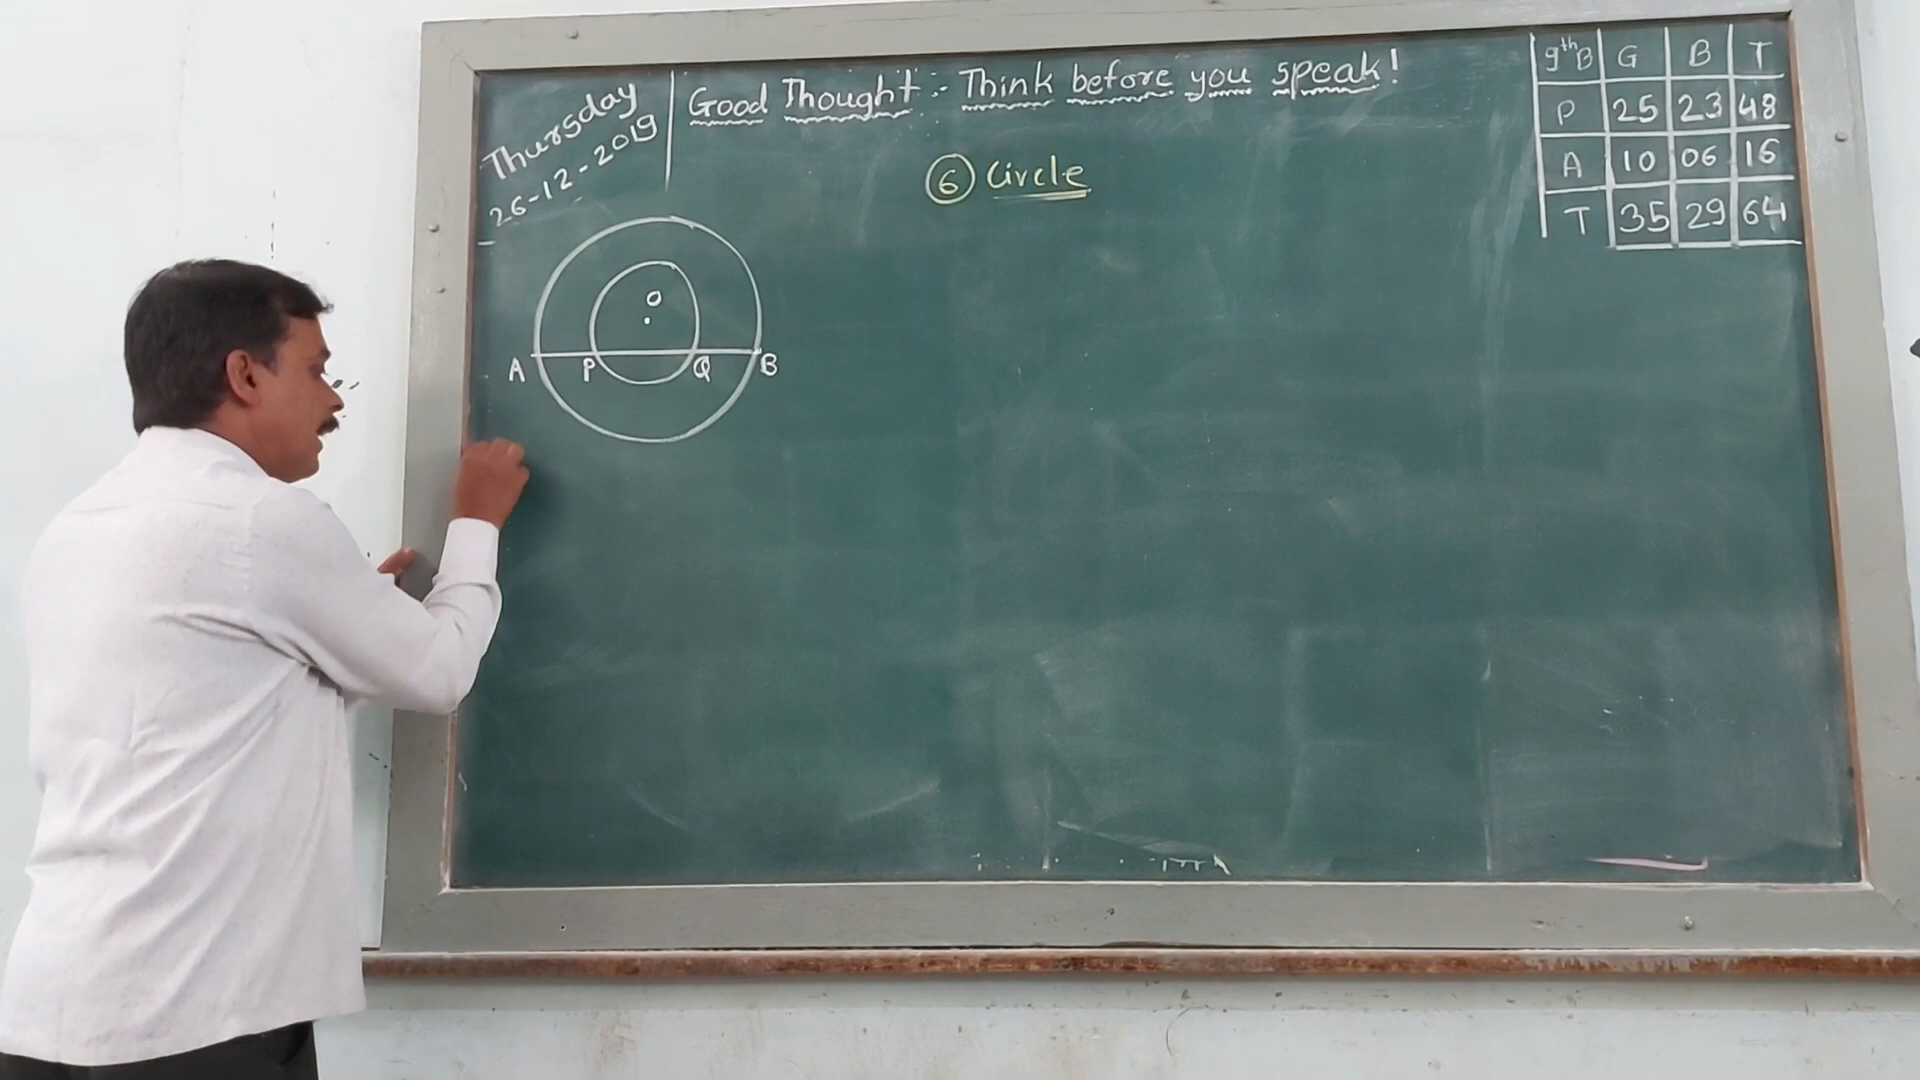 Thursday
26-12-2019
Good Thought :- Think before you speak!
9th B G B T
P 25 23 48
A 10 06 16
T 35 29 64
6 Circle
O
A P Q B